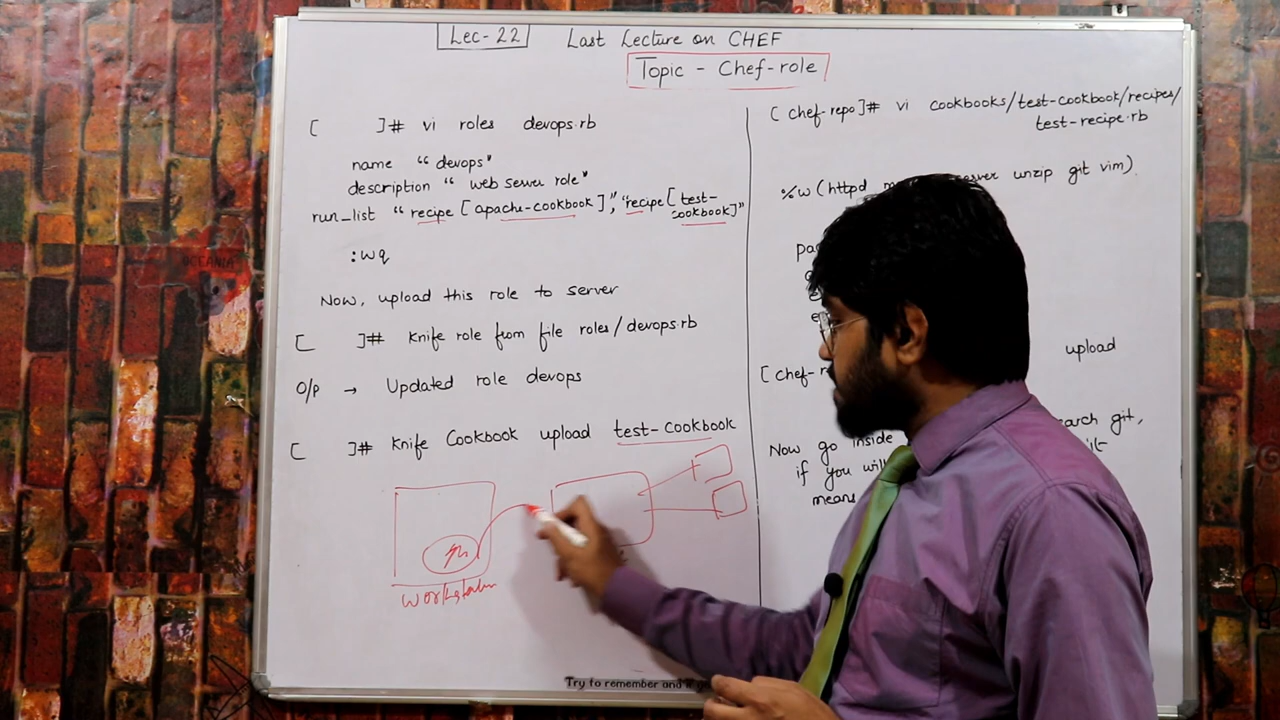 Lec-22
Last Lecture on CHEF
Topic - Chef-role
[ ]# vi roles devops.rb
name "devops"
description "web server role"
run_list "recipe [apache-cookbook]","recipe[test-
cookbook]"
:wq
Now, upload this role to server
[ ]# Knife role from file roles/devops.rb
O/P → Updated role devops
[ ]# Knife Cookbook upload test-cookbook
workstation
Try to remember and
[chef-repo]# vi cookbooks/test-cookbook/recipes/
test-recipe.rb
%w(httpd unzip git vim)
upload
[chef-
Now go inside
git,
if you will
means